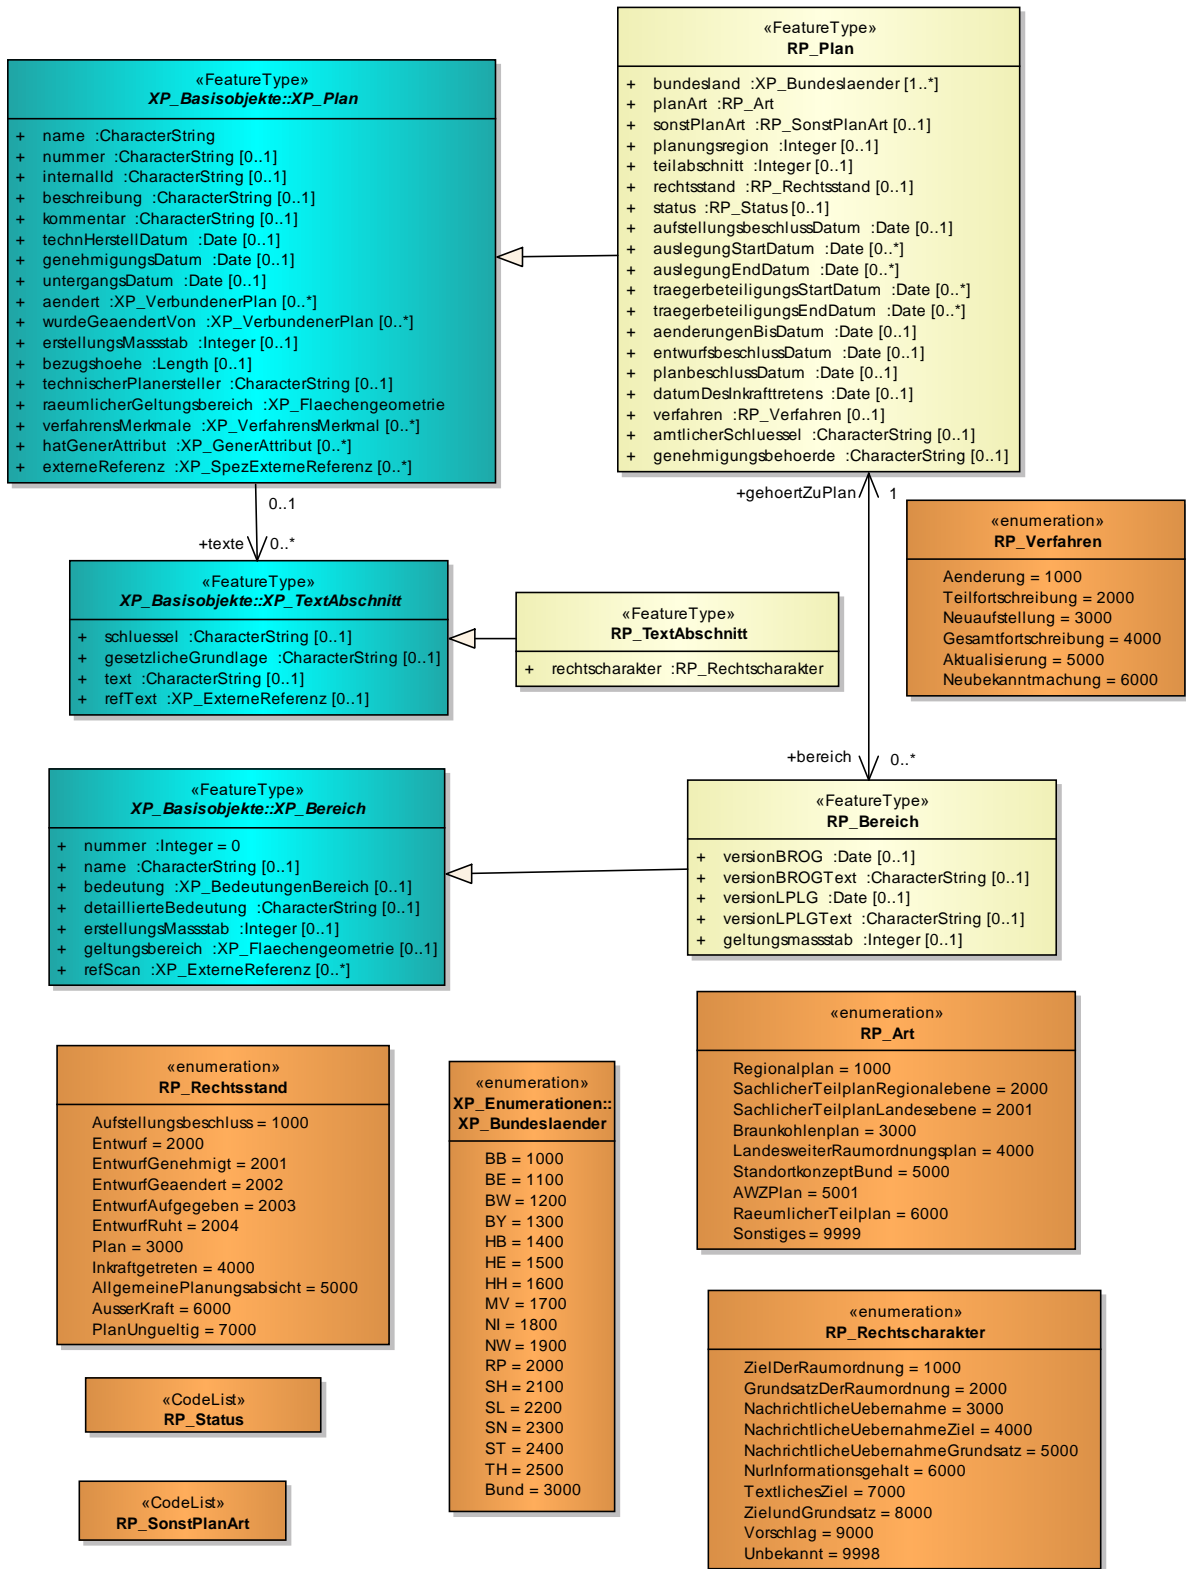 «FeatureType»
RP_Plan
+ bundesland :XP_Bundeslaender [1..*]
+ planArt :RP_Art
+ sonstPlanArt :RP_SonstPlanArt [0..1]
+ planungsregion :Integer [0..1]
+ teilabschnitt :Integer [0..1]
+ rechtsstand :RP_Rechtsstand [0..1]
+ status :RP_Status [0..1]
+ aufstellungsbeschlussDatum :Date [0..1]
+ auslegungStartDatum :Date [0..*]
+ auslegungEndDatum :Date [0..*]
+ traegerbeteiligungsStartDatum :Date [0..*]
+ traegerbeteiligungsEndDatum :Date [0..*]
+ aenderungenBisDatum :Date [0..1]
+ entwurfsbeschlussDatum :Date [0..1]
+ planbeschlussDatum :Date [0..1]
+ datumDesInkrafttretens :Date [0..1]
+ verfahren :RP_Verfahren [0..1]
+ amtlicherSchluessel :CharacterString [0..1]
+ genehmigungsbehoerde :CharacterString [0..1]
«FeatureType»
XP_Basisobjekte::XP_Plan
+ name :CharacterString
+ nummer :CharacterString [0..1]
+ internalId :CharacterString [0..1]
+ beschreibung :CharacterString [0..1]
+ kommentar :CharacterString [0..1]
+ technHerstellDatum :Date [0..1]
+ genehmigungsDatum :Date [0..1]
+ untergangsDatum :Date [0..1]
+ aendert :XP_VerbundenerPlan [0..*]
+ wurdeGeaendertVon :XP_VerbundenerPlan [0..*]
+ erstellungsMassstab :Integer [0..1]
+ bezugshoehe :Length [0..1]
+ technischerPlanersteller :CharacterString [0..1]
+ raeumlicherGeltungsbereich :XP_Flaechengeometrie
+ verfahrensMerkmale :XP_VerfahrensMerkmal [0..*]
+ hatGenerAttribut :XP_GenerAttribut [0..*]
+ externeReferenz :XP_SpezExterneReferenz [0..*]
0..1
+texte 0..*
+gehoertZuPlan 1
«enumeration»
RP_Verfahren
Aenderung = 1000
Teilfortschreibung = 2000
Neuaufstellung = 3000
Gesamtfortschreibung = 4000
Aktualisierung = 5000
Neubekanntmachung = 6000
«FeatureType»
XP_Basisobjekte::XP_TextAbschnitt
+ schluessel :CharacterString [0..1]
+ gesetzlicheGrundlage :CharacterString [0..1]
+ text :CharacterString [0..1]
+ refText :XP_ExterneReferenz [0..1]
«FeatureType»
RP_TextAbschnitt
+ rechtscharakter :RP_Rechtscharakter
+bereich 0..*
«FeatureType»
XP_Basisobjekte::XP_Bereich
+ nummer :Integer = 0
+ name :CharacterString [0..1]
+ bedeutung :XP_BedeutungenBereich [0..1]
+ detaillierteBedeutung :CharacterString [0..1]
+ erstellungsMassstab :Integer [0..1]
+ geltungsbereich :XP_Flaechengeometrie [0..1]
+ refScan :XP_ExterneReferenz [0..*]
«FeatureType»
RP_Bereich
+ versionBROG :Date [0..1]
+ versionBROGText :CharacterString [0..1]
+ versionLPLG :Date [0..1]
+ versionLPLGText :CharacterString [0..1]
+ geltungsmassstab :Integer [0..1]
«enumeration»
RP_Rechtsstand
Aufstellungsbeschluss = 1000
Entwurf = 2000
EntwurfGenehmigt = 2001
EntwurfGeaendert = 2002
EntwurfAufgegeben = 2003
EntwurfRuht = 2004
Plan = 3000
Inkraftgetreten = 4000
AllgemeinePlanungsabsicht = 5000
AusserKraft = 6000
PlanUngueltig = 7000
«CodeList»
RP_Status
«CodeList»
RP_SonstPlanArt
«enumeration»
XP_Enumerationen::
XP_Bundeslaender
BB = 1000
BE = 1100
BW = 1200
BY = 1300
HB = 1400
HE = 1500
HH = 1600
MV = 1700
NI = 1800
NW = 1900
RP = 2000
SH = 2100
SL = 2200
SN = 2300
ST = 2400
TH = 2500
Bund = 3000
«enumeration»
RP_Art
Regionalplan = 1000
SachlicherTeilplanRegionalebene = 2000
SachlicherTeilplanLandesebene = 2001
Braunkohlenplan = 3000
LandesweiterRaumordnungsplan = 4000
StandortkonzeptBund = 5000
AWZPlan = 5001
RaeumlicherTeilplan = 6000
Sonstiges = 9999
«enumeration»
RP_Rechtscharakter
ZielDerRaumordnung = 1000
GrundsatzDerRaumordnung = 2000
NachrichtlicheUebernahme = 3000
NachrichtlicheUebernahmeZiel = 4000
NachrichtlicheUebernahmeGrundsatz = 5000
NurInformationsgehalt = 6000
TextlichesZiel = 7000
ZielundGrundsatz = 8000
Vorschlag = 9000
Unbekannt = 9998